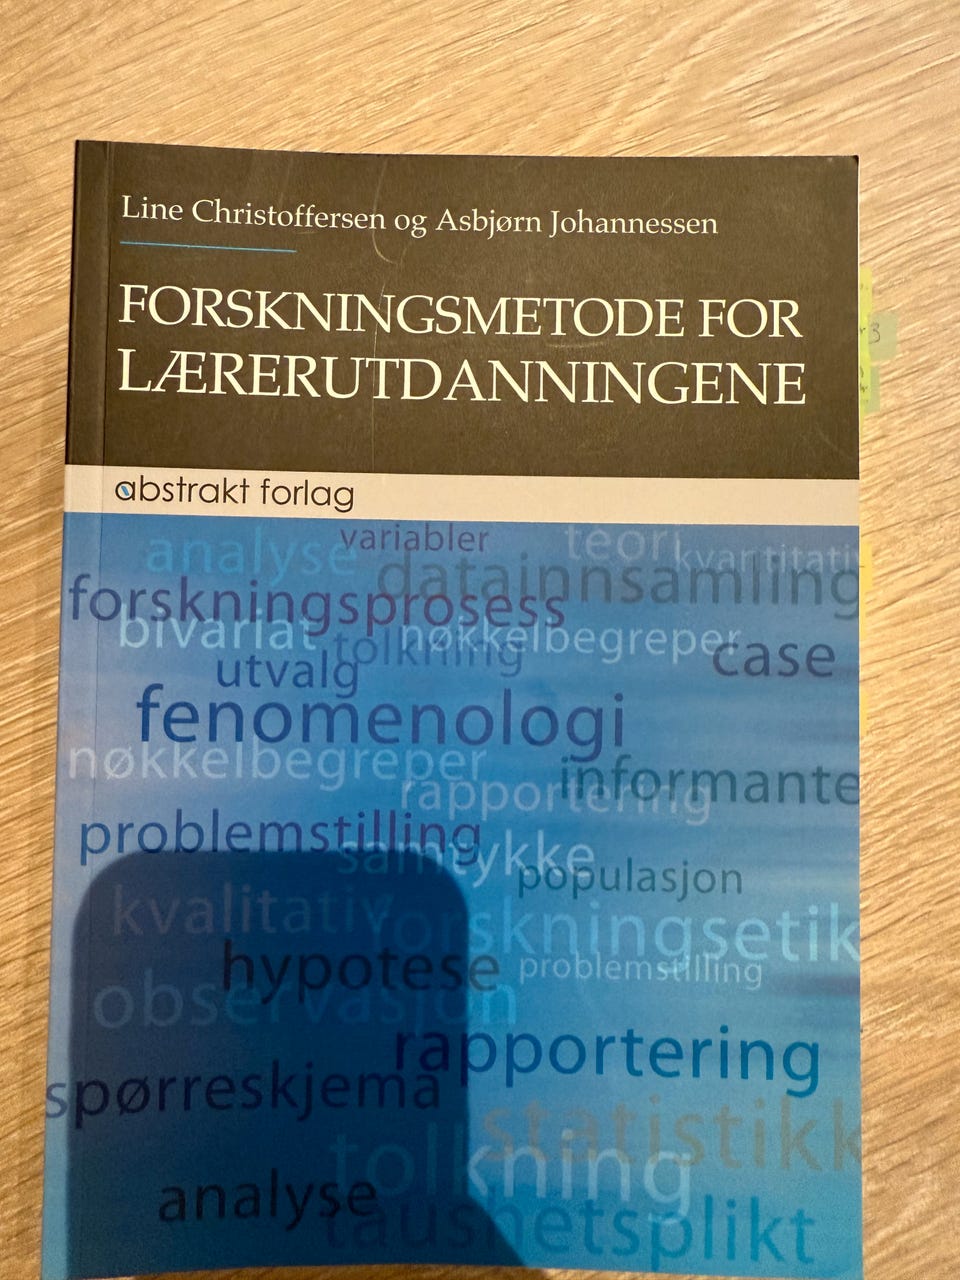 Line Christoffersen og Asbjørn Johannessen
FORSKNINGSMETODE FOR
LÆRERUTDANNINGENE
abstrakt forlag
variabler
analyse
teori
kvantitativ
datainnsamling
forskningsprosess
bivariat
nøkkelbegreper
tolkning
case
utvalg
fenomenologi
nøkkelbegreper
informante
rapportering
problemstilling
samtykke
populasjon
kvalitativ
forskningsetik
hypotese
problemstilling
observasjon
rapportering
spørreskjema
statistikk
tolkning
analyse
taushetsplikt
3